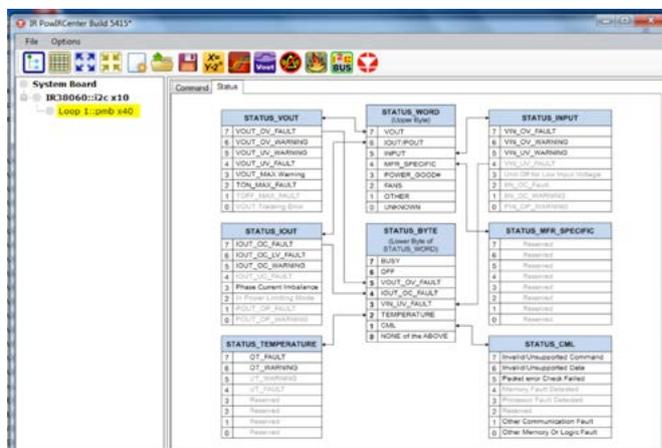 IR PowIRCenter Build 5415*
File Options
X= Y-2"
Vout
I2C BUS
System Board
IR38060::i2c x10
Loop 1::pmb x40
Command Status
STATUS_VOUT
7 VOUT_OV_FAULT
6 VOUT_OV_WARNING
5 VOUT_UV_WARNING
4 VOUT_UV_FAULT
3 VOUT_MAX Warning
2 TON_MAX_FAULT
1 TOFF_MAX_FAULT
0 VOUT Tracking Error
STATUS_WORD
(Upper Byte)
7 VOUT
6 IOUT/POUT
5 INPUT
4 MFR_SPECIFIC
3 POWER_GOOD#
2 FANS
1 OTHER
0 UNKNOWN
STATUS_INPUT
7 VIN_OV_FAULT
6 VIN_OV_WARNING
5 VIN_UV_WARNING
4 VIN_UV_FAULT
3 Unit Off for Low Input Voltage
2 IIN_OC_Fault
1 IIN_OC_WARNING
0 PIN_OP_WARNING
STATUS_IOUT
7 IOUT_OC_FAULT
6 IOUT_OC_LV_FAULT
5 IOUT_OC_WARNING
4 IOUT_UC_FAULT
3 Phase Current Imbalance
2 In Power Limiting Mode
1 POUT_OP_FAULT
0 POUT_OP_WARNING
STATUS_BYTE
(Lower Byte of
STATUS_WORD)
7 BUSY
6 OFF
5 VOUT_OV_FAULT
4 IOUT_OC_FAULT
3 VIN_UV_FAULT
2 TEMPERATURE
1 CML
0 NONE of the ABOVE
STATUS_MFR_SPECIFIC
7 Reserved
6 Reserved
5 Reserved
4 Reserved
3 Reserved
2 Reserved
1 Reserved
0 Reserved
STATUS_TEMPERATURE
7 OT_FAULT
6 OT_WARNING
5 UT_WARNING
4 UT_FAULT
3 Reserved
2 Reserved
1 Reserved
0 Reserved
STATUS_CML
7 Invalid/Unsupported Command
6 Invalid/Unsupported Data
5 Packet error Check Failed
4 Memory Fault Detected
3 Processor Fault Detected
2 Reserved
1 Other Communication Fault
0 Other Memory Or Logic Fault